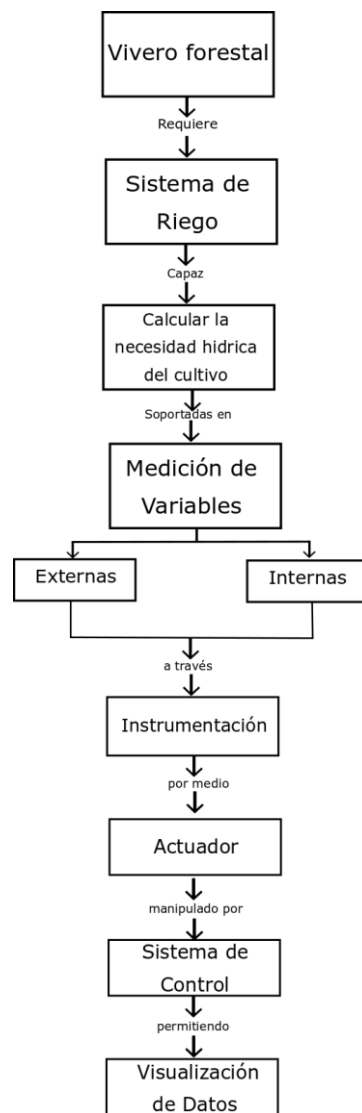 Vivero forestal
Requiere
Sistema de
Riego
Capaz
Calcular la
necesidad hidrica
del cultivo
Soportadas en
Medición de
Variables
Externas
Internas
a través
Instrumentación
por medio
Actuador
manipulado por
Sistema de
Control
permitiendo
Visualización
de Datos